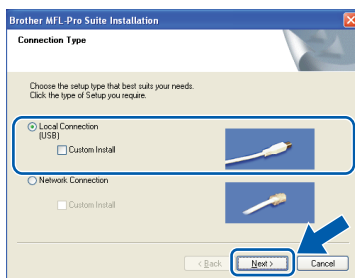 Brother MFL-Pro Suite Installation
Connection Type
Choose the setup type that best suits your needs.
Click the type of Setup you require.
Local Connection
(USB)
Custom Install
Network Connection
Custom Install
< Back
Next >
Cancel